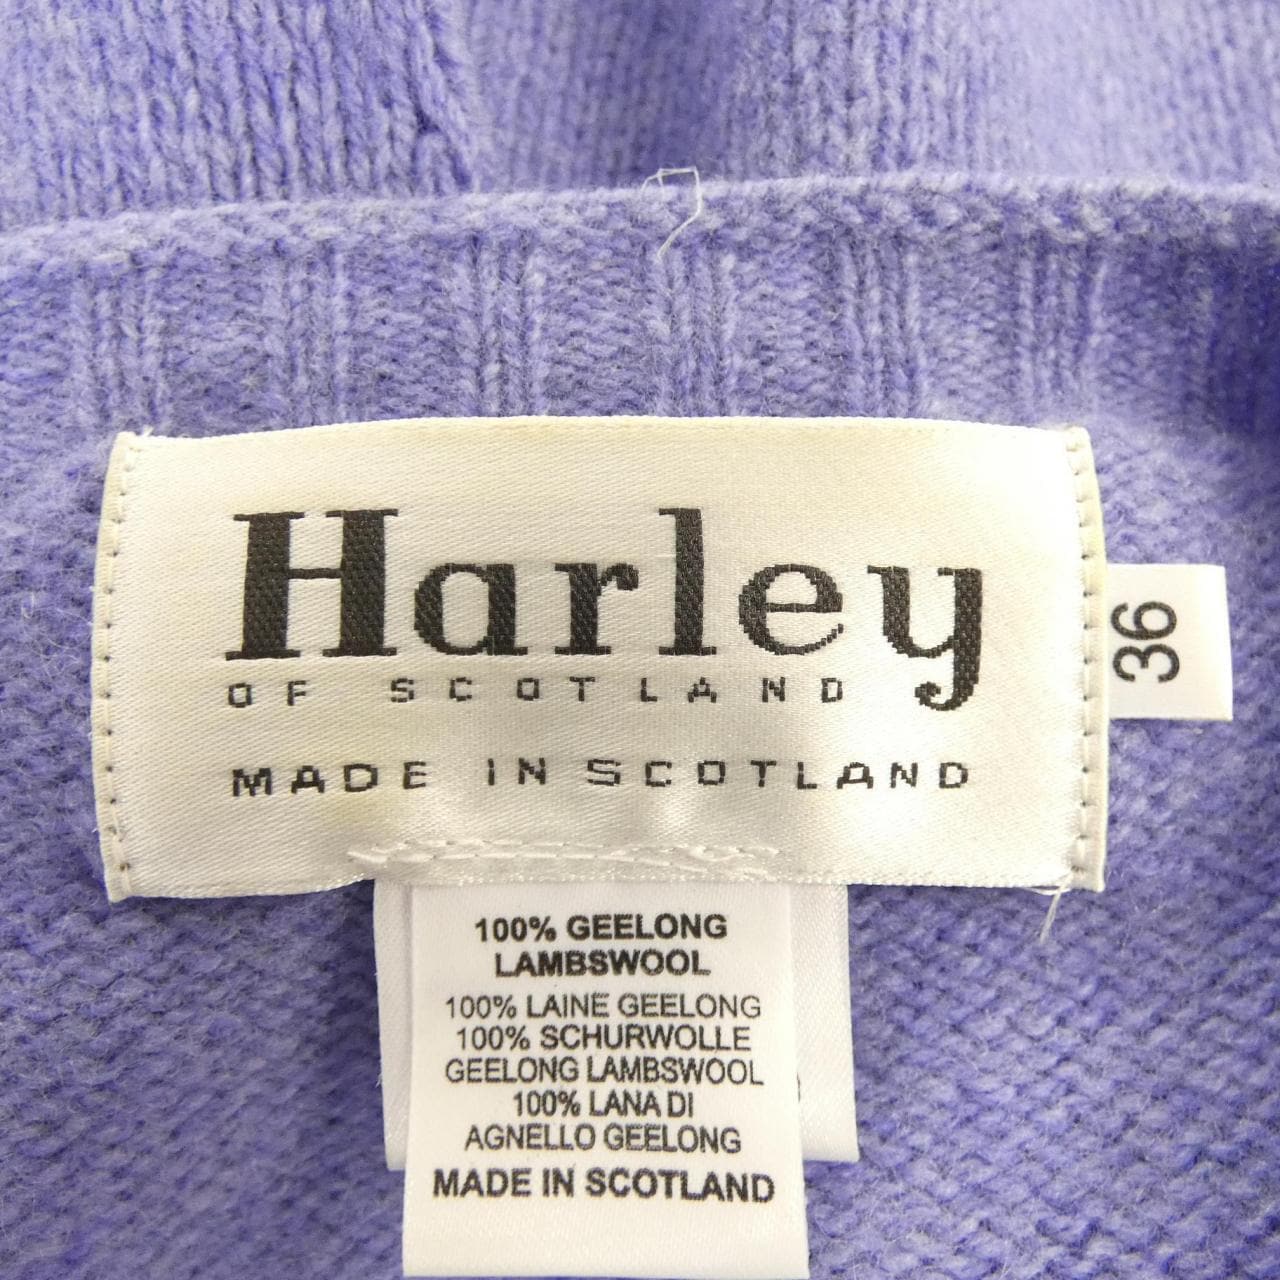 Harley
OF SCOTLAND
MADE IN SCOTLAND
36
100% GEELONG
LAMBSWOOL
100% LAINE GEELONG
100% SCHURWOLLE
GEELONG LAMBSWOOL
100% LANA DI
AGNELLO GEELONG
MADE IN SCOTLAND